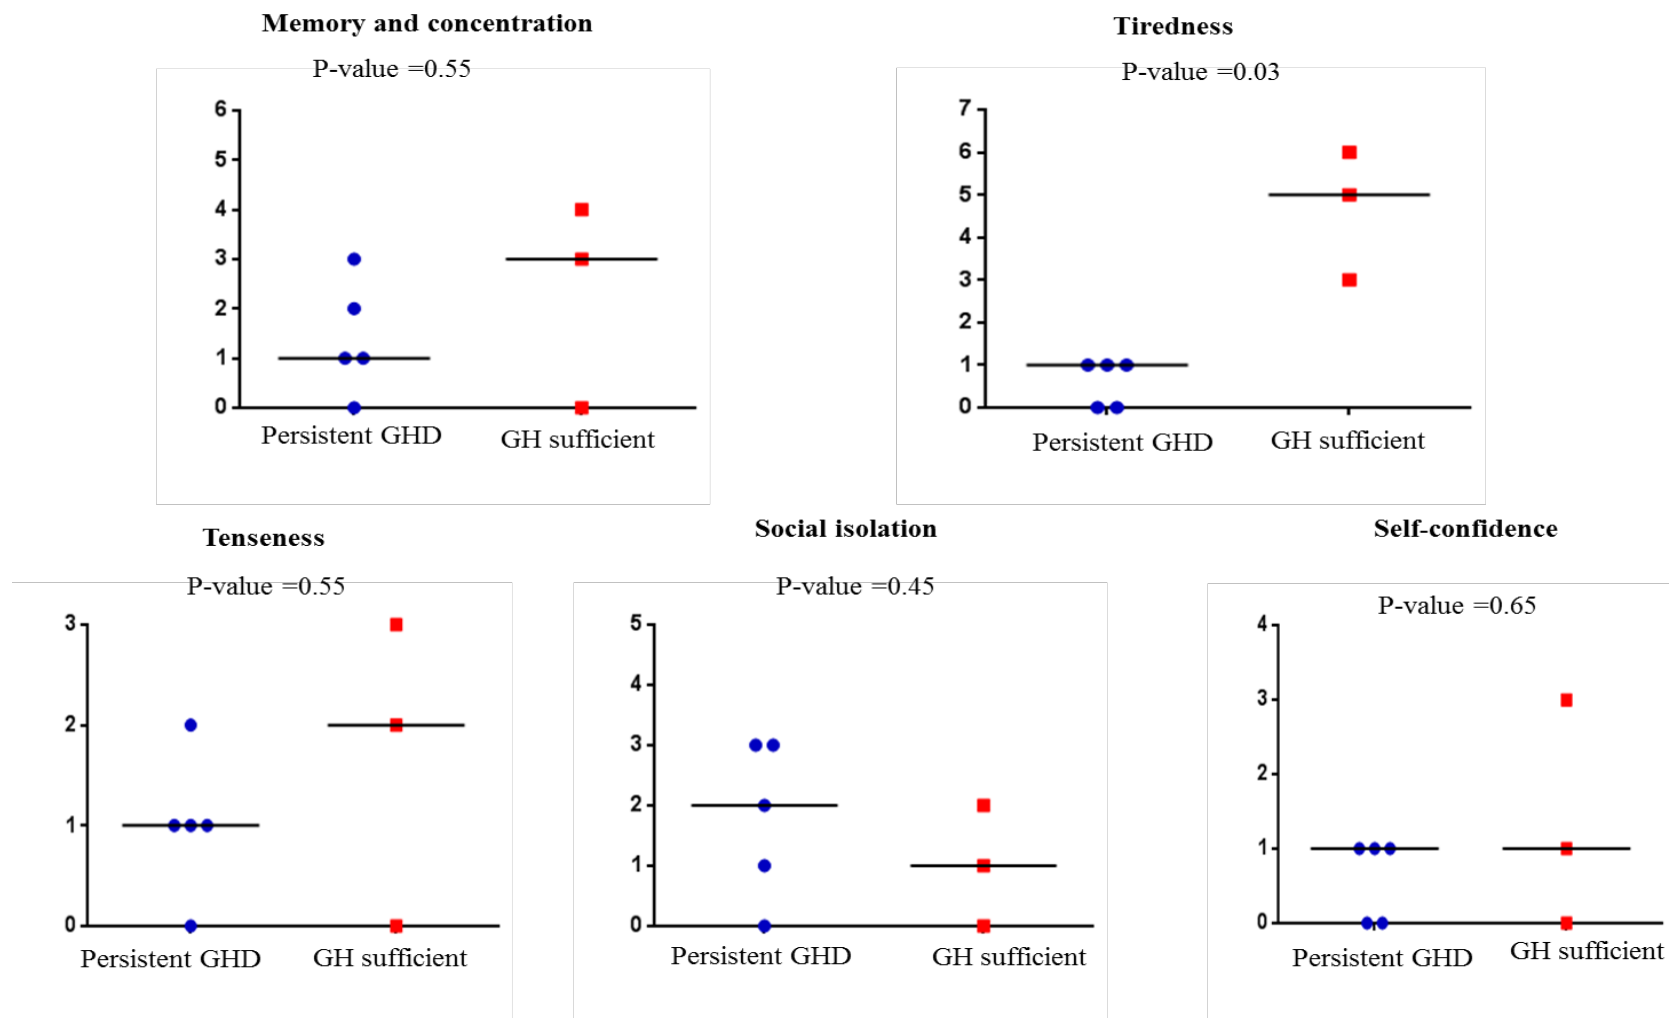 Memory and concentration
P-value =0.55
6
5
4
3
2
1
0
Persistent GHD
GH sufficient
Tiredness
P-value =0.03
7
6
5
4
3
2
1
0
Persistent GHD
GH sufficient
Tenseness
P-value =0.55
3
2
1
0
Persistent GHD
GH sufficient
Social isolation
P-value =0.45
5
4
3
2
1
0
Persistent GHD
GH sufficient
Self-confidence
P-value =0.65
4
3
2
1
0
Persistent GHD
GH sufficient